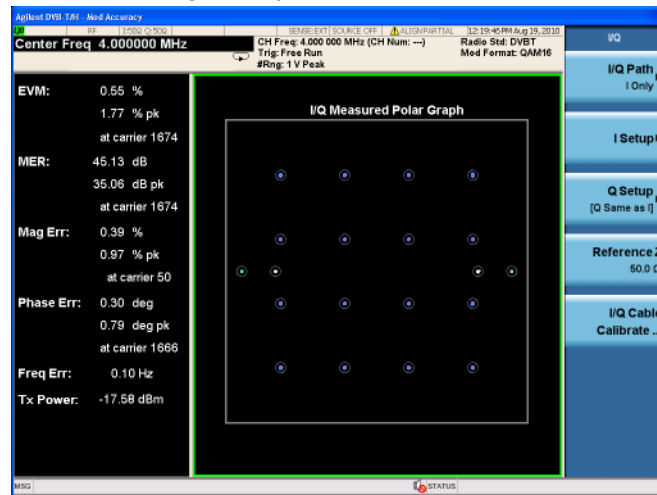 Agilent DVB-T/H - Mod Accuracy
RF 150Ω Q:50Ω SENSE:EXT SOURCE OFF ALIGN PARTIAL 12:19:46 PM Aug 19, 2010
Center Freq 4.000000 MHz
CH Freq: 4.000 000 MHz (CH Num: ---)
Trig: Free Run
#Rng: 1 V Peak
Radio Std: DVBT
Mod Format: QAM16
I/Q
I/Q Path
I Only
I Setup
Q Setup
[Q Same as I]
Reference Z
50.0 Ω
I/Q Cable
Calibrate ..
EVM: 0.55 %
1.77 % pk
at carrier 1674
MER: 45.13 dB
35.06 dB pk
at carrier 1674
Mag Err: 0.39 %
0.97 % pk
at carrier 50
Phase Err: 0.30 deg
0.79 deg pk
at carrier 1666
Freq Err: 0.10 Hz
Tx Power: -17.58 dBm
I/Q Measured Polar Graph
MSG
STATUS